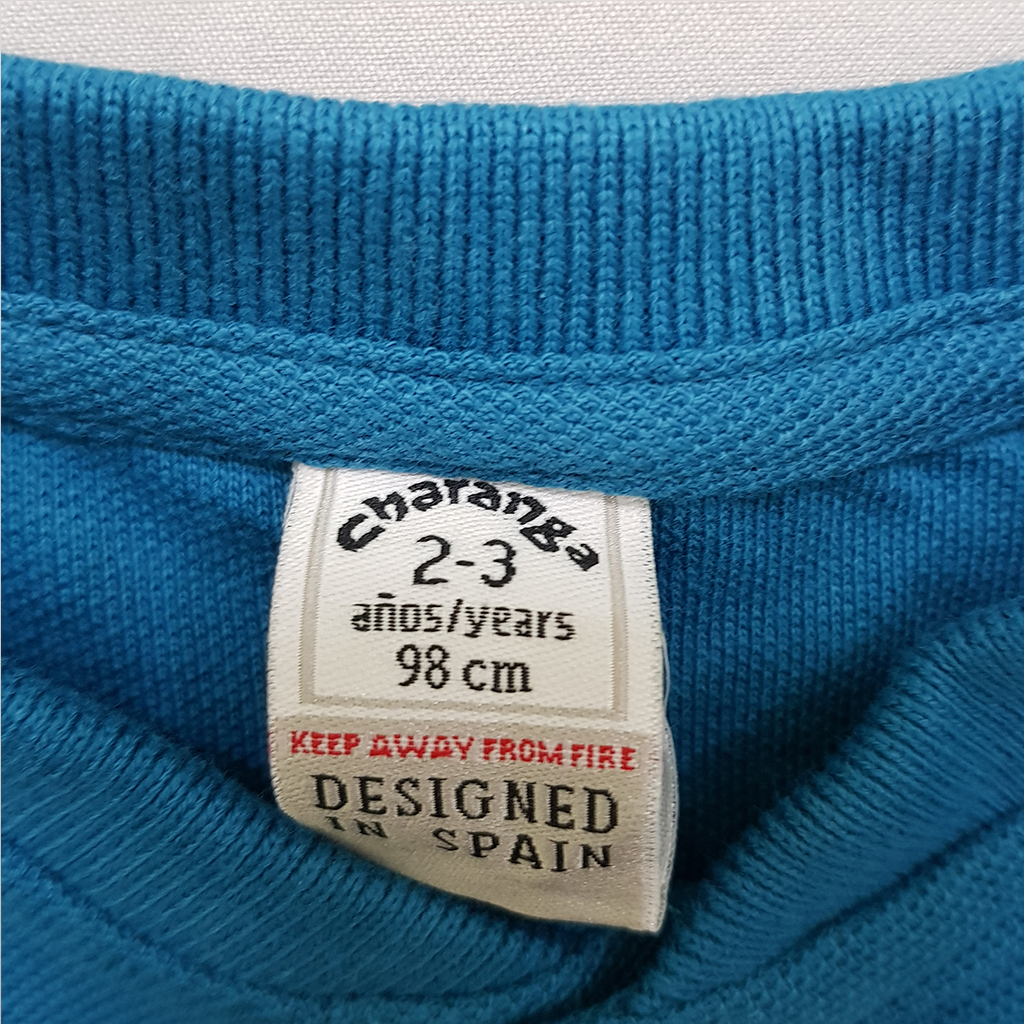 Charanga
2-3
años/years
98 cm
KEEP AWAY FROM FIRE
DESIGNED
IN SPAIN